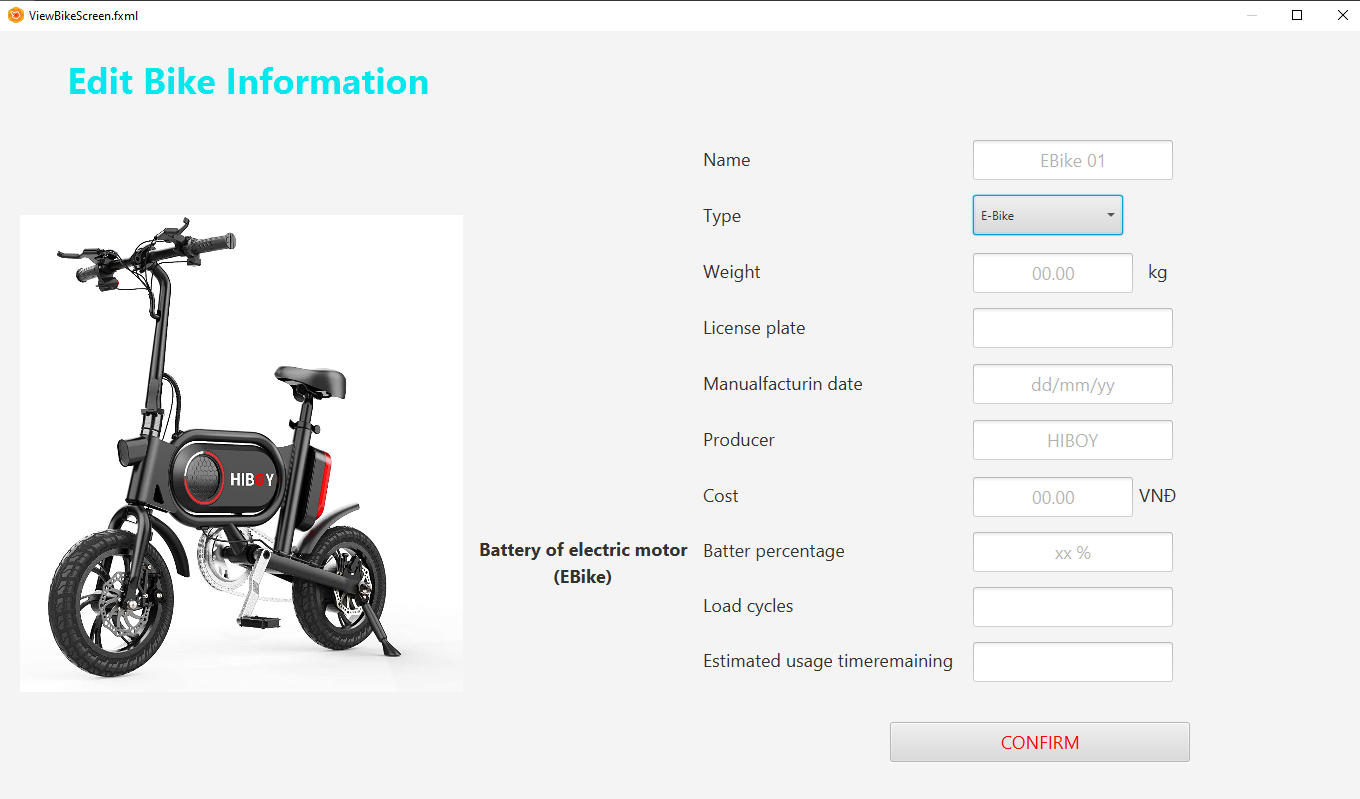 ViewBikeScreen.fxml
Edit Bike Information
Name
EBike 01
Type
E-Bike
Weight
00.00
kg
License plate
Manualfacturin date
dd/mm/yy
Producer
HIBOY
Cost
00.00
VNĐ
HIBOY
Battery of electric motor
(EBike)
Batter percentage
xx %
Load cycles
Estimated usage timeremaining
CONFIRM